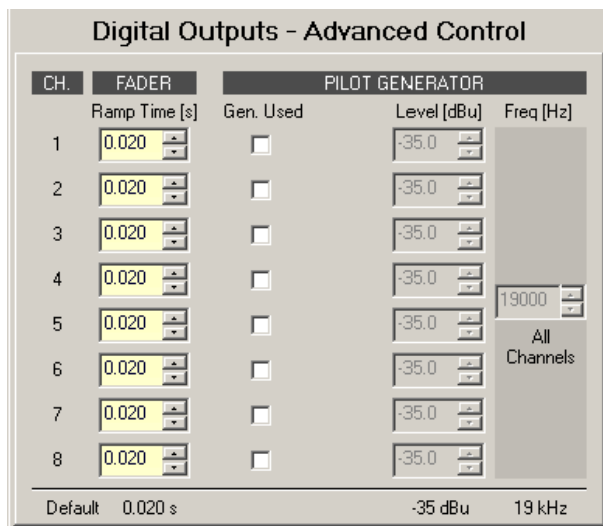 Digital Outputs - Advanced Control
CH. FADER PILOT GENERATOR
Ramp Time [s] Gen. Used Level [dBu] Freq [Hz]
1 0.020 -35.0
2 0.020 -35.0
3 0.020 -35.0
4 0.020 -35.0
19000
5 0.020 -35.0
All
Channels
6 0.020 -35.0
7 0.020 -35.0
8 0.020 -35.0
Default 0.020 s -35 dBu 19 kHz